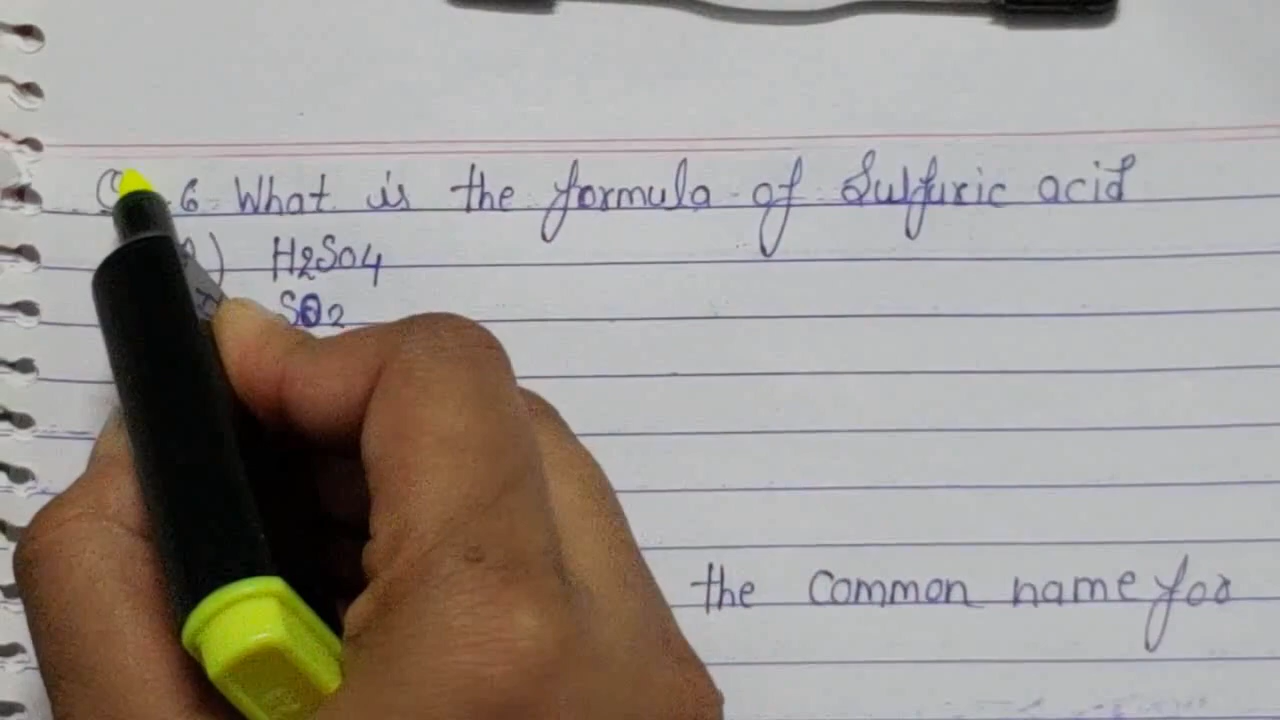 6 What is the formula of Sulfuric acid
) H2SO4
SO2
the common name for